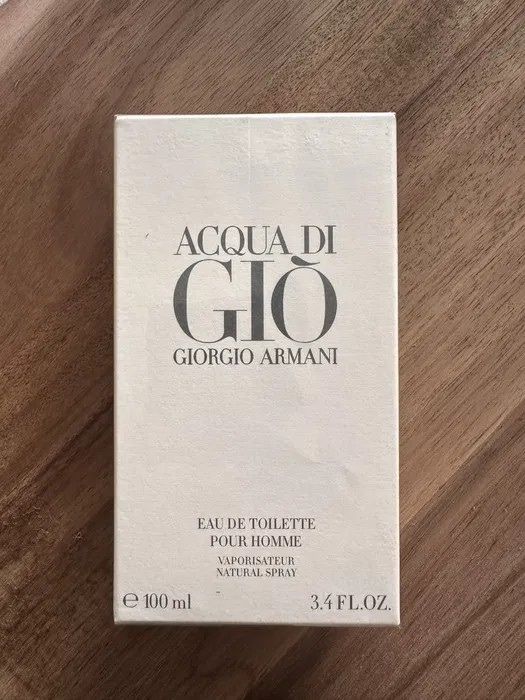 ACQUA DI
GIÒ
GIORGIO ARMANI
EAU DE TOILETTE
POUR HOMME
VAPORISATEUR
NATURAL SPRAY
℮ 100 ml 3.4 FL.OZ.